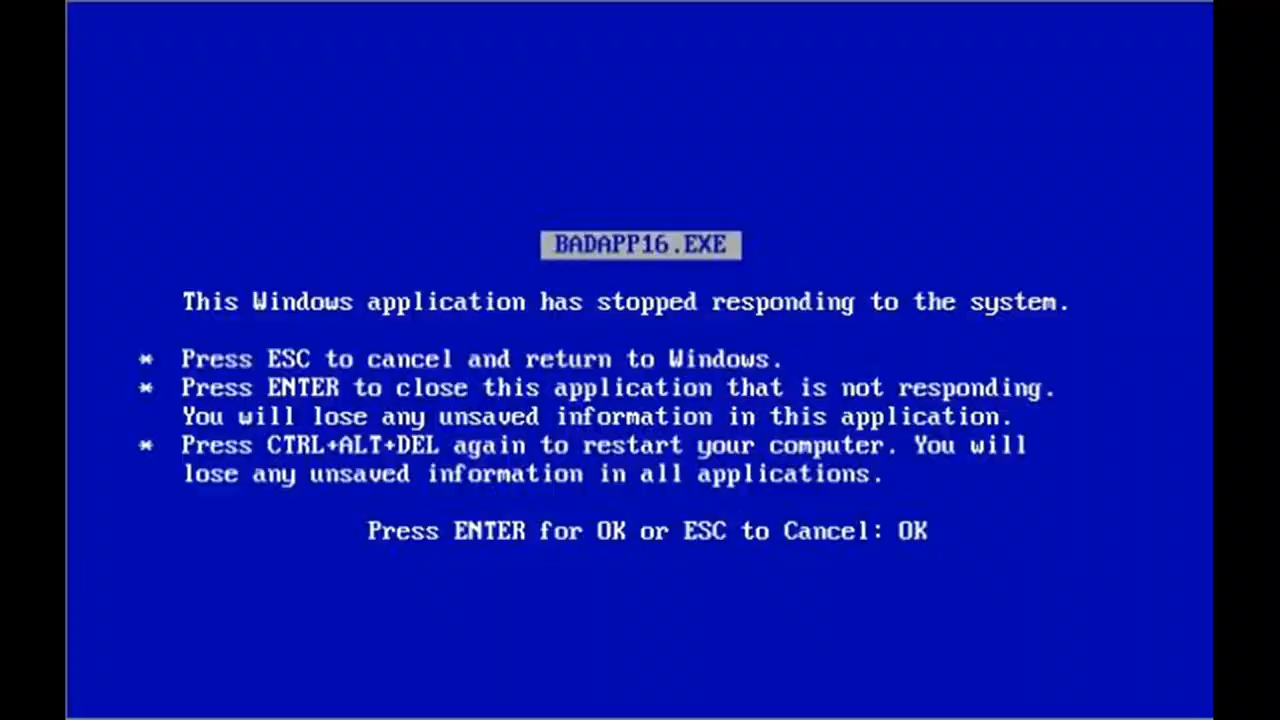 BADAPP16.EXE
This Windows application has stopped responding to the system.
* Press ESC to cancel and return to Windows.
* Press ENTER to close this application that is not responding.
You will lose any unsaved information in this application.
* Press CTRL+ALT+DEL again to restart your computer. You will
lose any unsaved information in all applications.
Press ENTER for OK or ESC to Cancel: OK